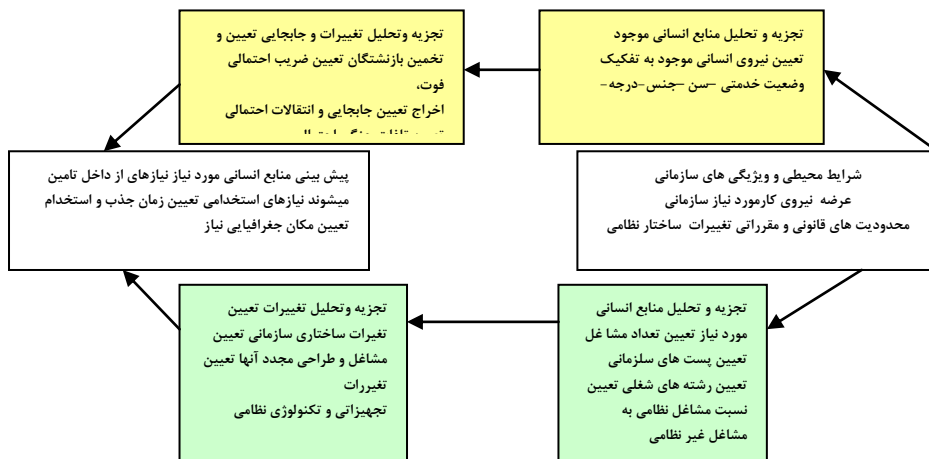 تجزیه و تحلیل منابع انسانی موجود
تعیین نیروی انسانی موجود به تفکیک
وضعیت خدمتی –سن –جنس-درجه-
تجزیه وتحلیل تغییرات و جابجایی تعیین و
تخمین بازنشتگان تعیین ضریب احتمالی
فوت،
اخراج تعیین جابجایی و انتقالات احتمالی
شرایط محیطی و ویژیگی های سازمانی
عرضه نیروی کارمورد نیاز سازمانی
محدودیت های قانونی و مقرراتی تغییرات ساختار نظامی
پیش بینی منابع انسانی مورد نیاز نیازهای از داخل تامین
میشوند نیازهای استخدامی تعیین زمان جذب و استخدام
تعیین مکان جغرافیایی نیاز
تجزیه و تحلیل منابع انسانی
مورد نیاز تعیین تعداد مشا غل
تعیین پست های سلزمانی
تعیین رشته های شغلی تعیین
نسبت مشاغل نظامی به
مشاغل غیر نظامی
تجزیه وتحلیل تغییرات تعیین
تغیرات ساختاری سازمانی تعیین
مشاغل و طراحی مجدد آنها تعیین
تغیررات
تجهیزاتی و تکنولوژی نظامی